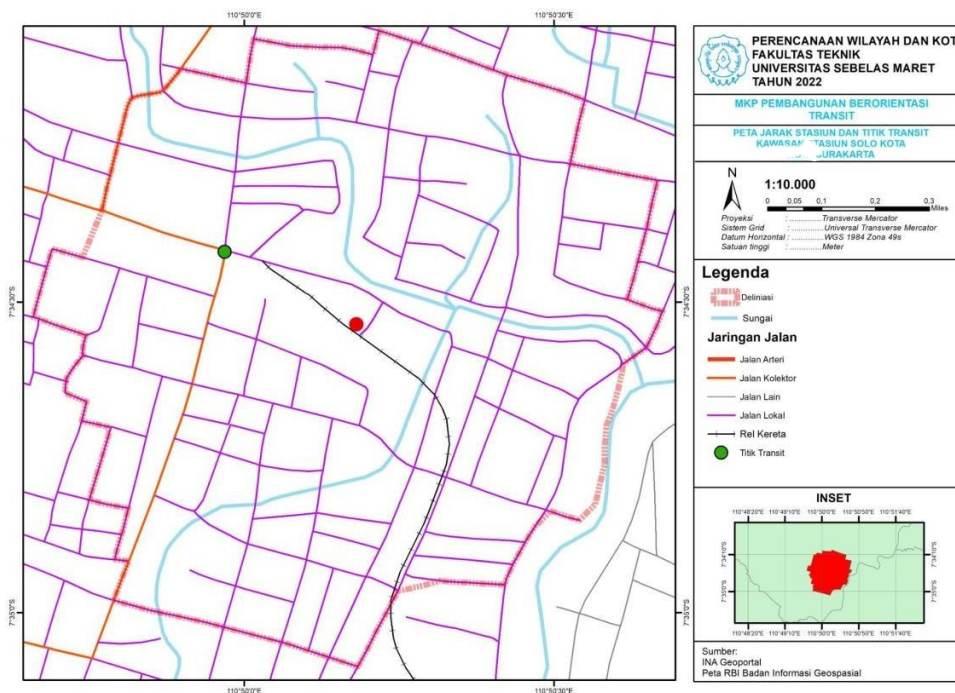 110°50'0"E
110°50'30"E
7°34'30"S
7°34'30"S
7°35'0"S
7°35'0"S
110°50'0"E
110°50'30"E
PERENCANAAN WILAYAH DAN KOT
FAKULTAS TEKNIK
UNIVERSITAS SEBELAS MARET
TAHUN 2022
MKP PEMBANGUNAN BERORIENTASI
TRANSIT
PETA JARAK STASIUN DAN TITIK TRANSIT
KAWASAN STASIUN SOLO KOTA
SURAKARTA
N
1:10.000
0 0,05 0,1 0,2 0,3
Miles
Proyeksi : ............Transverse Mercator
Sistem Grid : ............Universal Transverse Mercator
Datum Horizontal : ............WGS 1984 Zona 49s
Satuan tinggi : ............Meter
Legenda
Deliniasi
Sungai
Jaringan Jalan
Jalan Arteri
Jalan Kolektor
Jalan Lain
Jalan Lokal
Rel Kereta
Titik Transit
INSET
110°48'20"E 110°49'10"E 110°50'0"E 110°50'50"E 110°51'40"E
7°34'10"S
7°34'10"S
7°35'0"S
7°35'0"S
110°48'20"E 110°49'10"E 110°50'0"E 110°50'50"E 110°51'40"E
Sumber:
INA Geoportal
Peta RBI Badan Informasi Geospasial